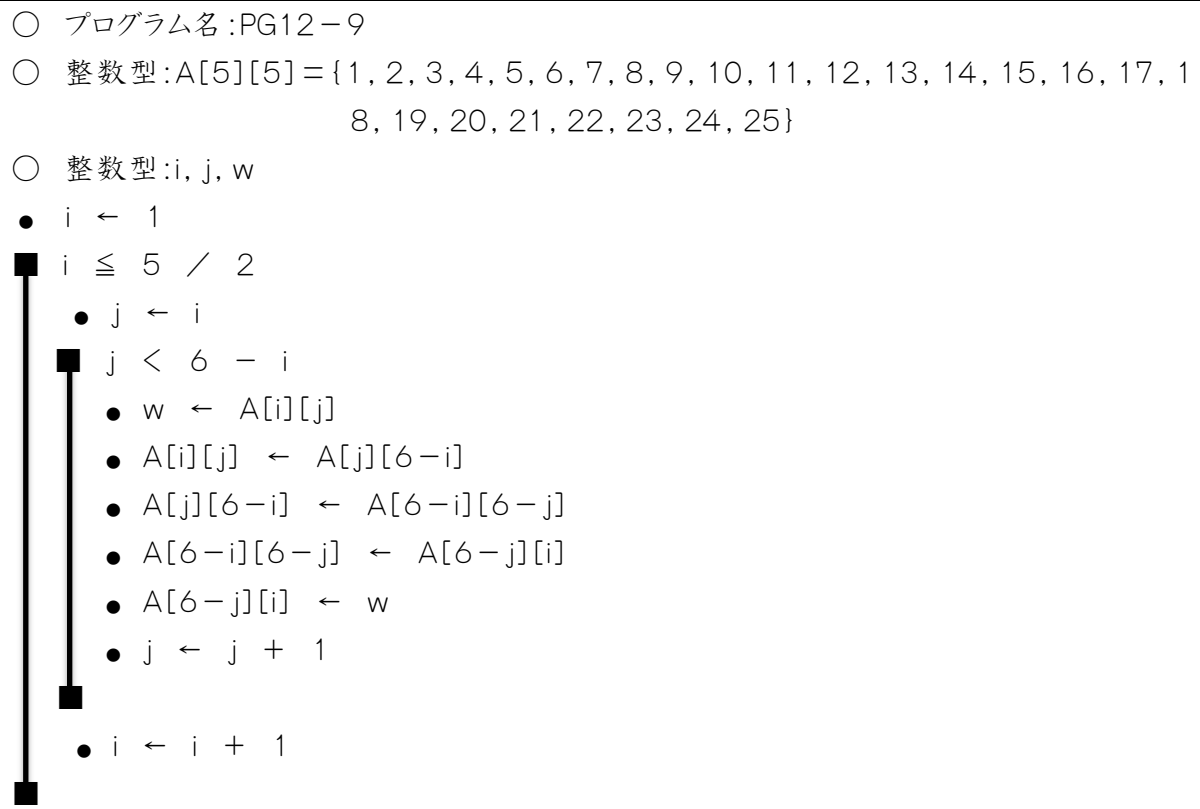 ○ プログラム名:PG12-9
○ 整数型:A[5][5]={1,2,3,4,5,6,7,8,9,10,11,12,13,14,15,16,17,1
8,19,20,21,22,23,24,25}
○ 整数型:i,j,w
● i ← 1
■ i ≦ 5 / 2
● j ← i
■ j < 6 - i
● w ← A[i][j]
● A[i][j] ← A[j][6-i]
● A[j][6-i] ← A[6-i][6-j]
● A[6-i][6-j] ← A[6-j][i]
● A[6-j][i] ← w
● j ← j + 1
■
● i ← i + 1
■